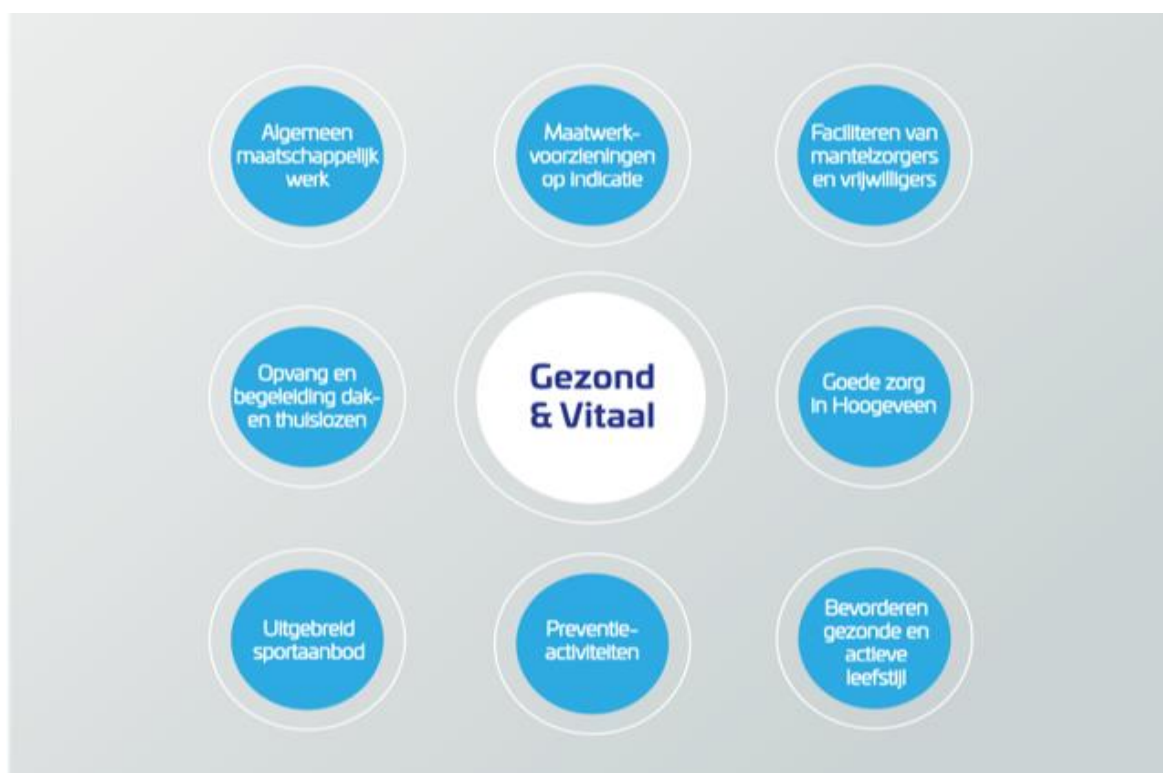 Algemeen
maatschappelijk
werk
Maatwerk-
voorzieningen
op indicatie
Faciliteren van
mantelzorgers
en vrijwilligers
Opvang en
begeleiding dak-
en thuislozen
Gezond
& Vitaal
Goede zorg
in Hoogeveen
Uitgebreid
sportaanbod
Preventie-
activiteiten
Bevorderen
gezonde en
actieve
leefstijl